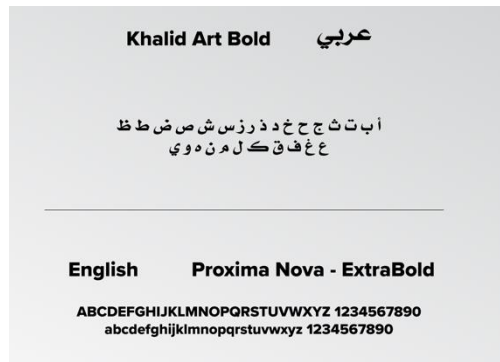 Khalid Art Bold عربي
أ ب ت ث ج ح خ د ذ ر ز س ش ص ض ط ظ
ع غ ف ق ك ل م ن ه و ي
English Proxima Nova - ExtraBold
ABCDEFGHIJKLMNOPQRSTUVWXYZ 1234567890
abcdefghijklmnopqrstuvwxyz 1234567890